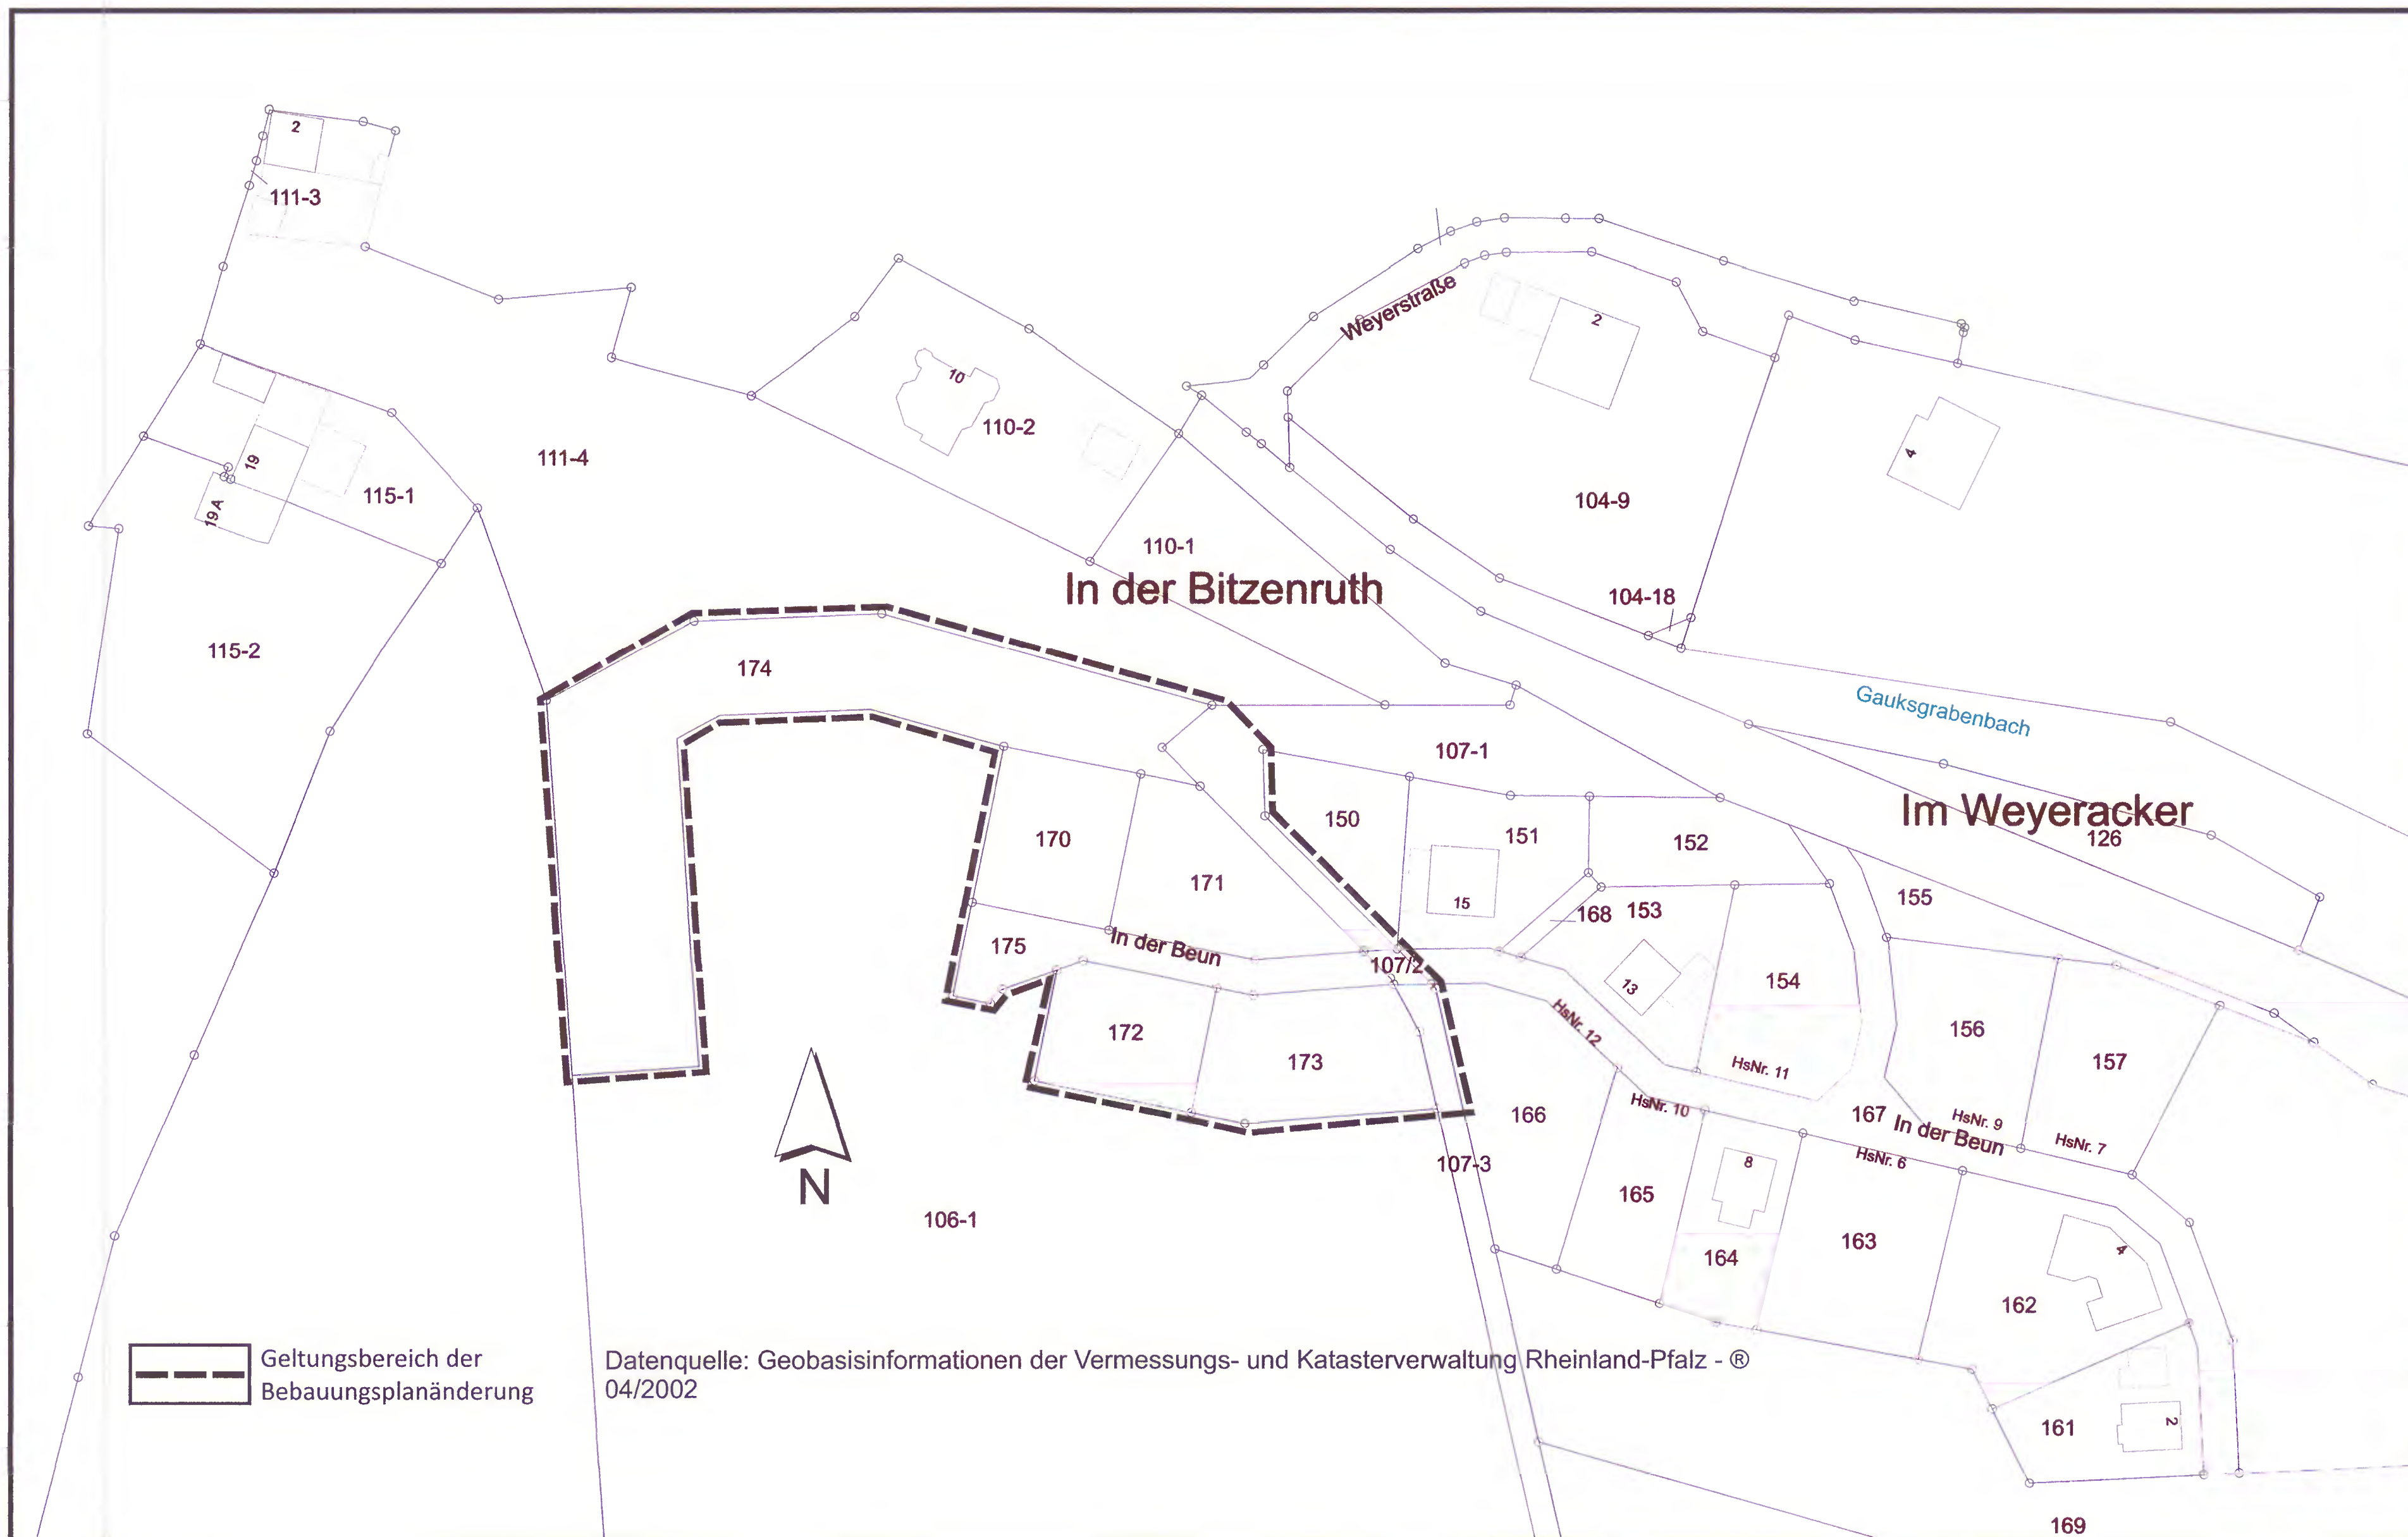 2
111-3
Weyerstraße
2
10
110-2
4
19
111-4
115-1
19 A
104-9
110-1
In der Bitzenruth
104-18
115-2
174
Gauksgrabenbach
107-1
Im Weyeracker
126
150
151
152
170
171
15
168
153
155
175
In der Beun
107/2
13
154
HsNr. 12
156
172
173
HsNr. 11
157
HsNr. 10
166
167
HsNr. 9
In der Beun
HsNr. 7
HsNr. 6
107-3
8
165
N
106-1
164
163
4
162
Geltungsbereich der
Bebauungsplanänderung
Datenquelle: Geobasisinformationen der Vermessungs- und Katasterverwaltung Rheinland-Pfalz - ®
04/2002
161
2
169